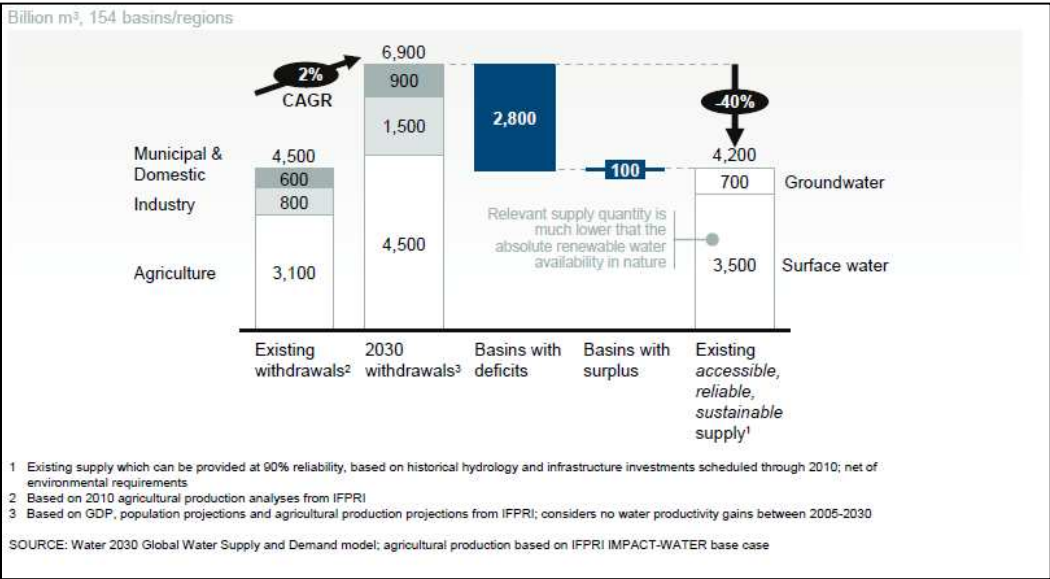 Billion m³, 154 basins/regions
6,900
2%
CAGR
900
1,500
4,500
2,800
100
-40%
Municipal &
Domestic
Industry
Agriculture
4,500
600
800
3,100
4,200
700
3,500
Groundwater
Surface water
Relevant supply quantity is
much lower that the
absolute renewable water
availability in nature
Existing
withdrawals²
2030
withdrawals³
Basins with
deficits
Basins with
surplus
Existing
accessible,
reliable,
sustainable
supply¹
1 Existing supply which can be provided at 90% reliability, based on historical hydrology and infrastructure investments scheduled through 2010; net of
environmental requirements
2 Based on 2010 agricultural production analyses from IFPRI
3 Based on GDP, population projections and agricultural production projections from IFPRI; considers no water productivity gains between 2005-2030
SOURCE: Water 2030 Global Water Supply and Demand model; agricultural production based on IFPRI IMPACT-WATER base case